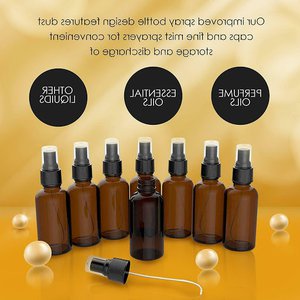 Our improved spray bottle design features dust
caps and fine mist sprayers for convenient
storage and discharge of
PERFUME
OILS
ESSENTIAL
OILS
OTHER
LIQUIDS